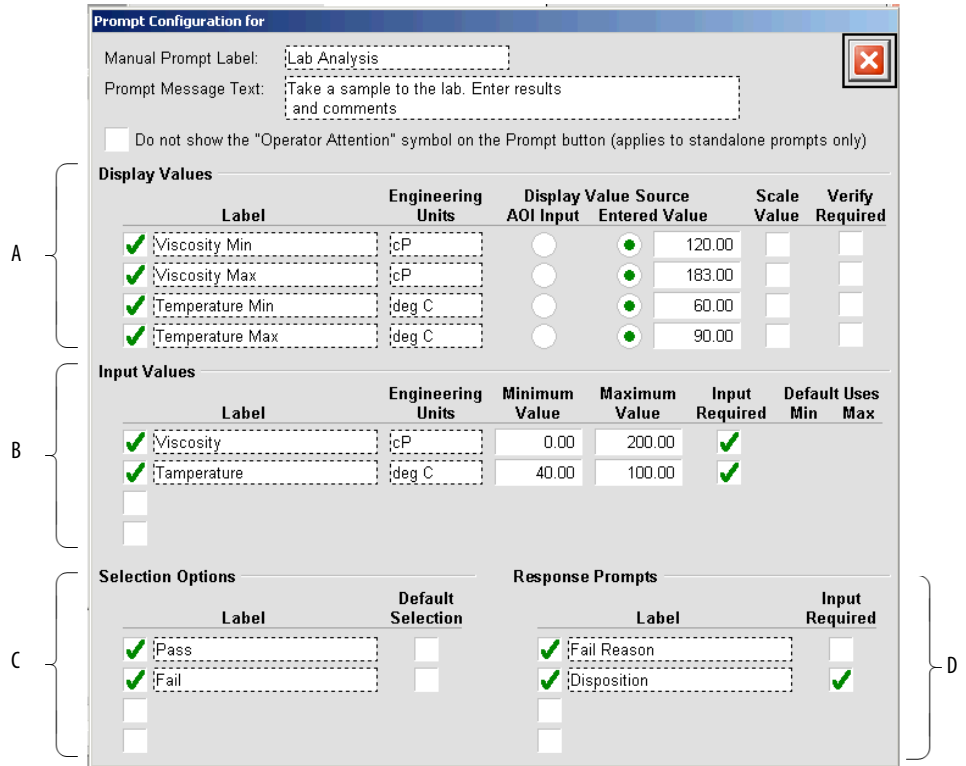 Prompt Configuration for
Manual Prompt Label: Lab Analysis
Prompt Message Text: Take a sample to the lab. Enter results
and comments
Do not show the "Operator Attention" symbol on the Prompt button (applies to standalone prompts only)
A
Display Values
Label Engineering Units Display Value Source AOI Input Entered Value Scale Value Verify Required
Viscosity Min cP 120.00
Viscosity Max cP 183.00
Temperature Min deg C 60.00
Temperature Max deg C 90.00
B
Input Values
Label Engineering Units Minimum Value Maximum Value Input Required Default Uses Min Max
Viscosity cP 0.00 200.00
Tamperature deg C 40.00 100.00
C
Selection Options
Label Default Selection
Pass
Fail
Response Prompts
Label Input Required
Fail Reason
Disposition
D